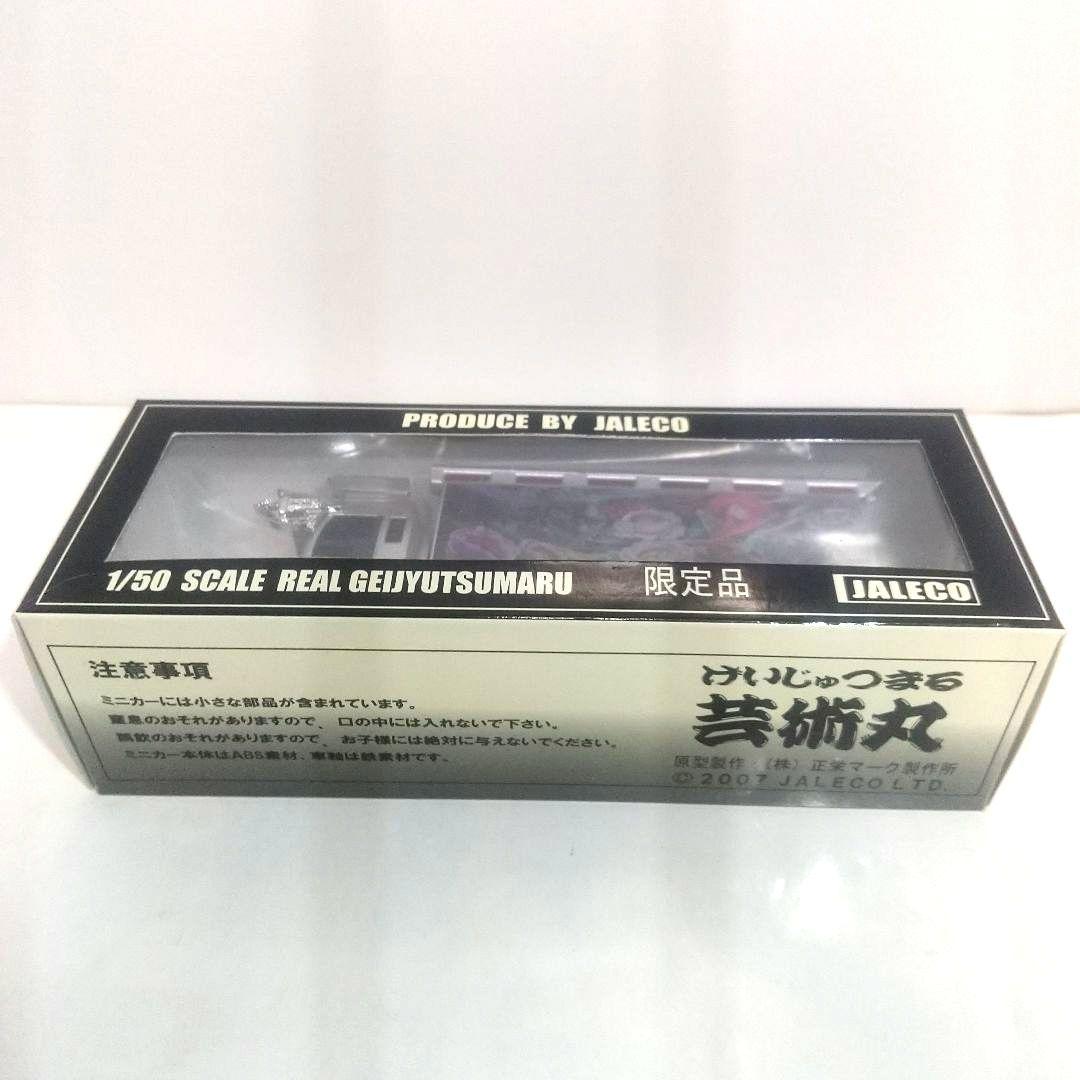 PRODUCE BY JALECO
1/50 SCALE REAL GEIJYUTSUMARU 限定品 JALECO
注意事項
ミニカーには小さな部品が含まれています。
窒息のおそれがありますので、口の中には入れないで下さい。
誤飲のおそれがありますので、お子様には絶対に与えないでください。
ミニカー本体はABS素材、車軸は鉄素材です。
げいじゅつまる
芸術丸
原型製作：（株）正栄マーク製作所
© 2007 JALECO LTD.